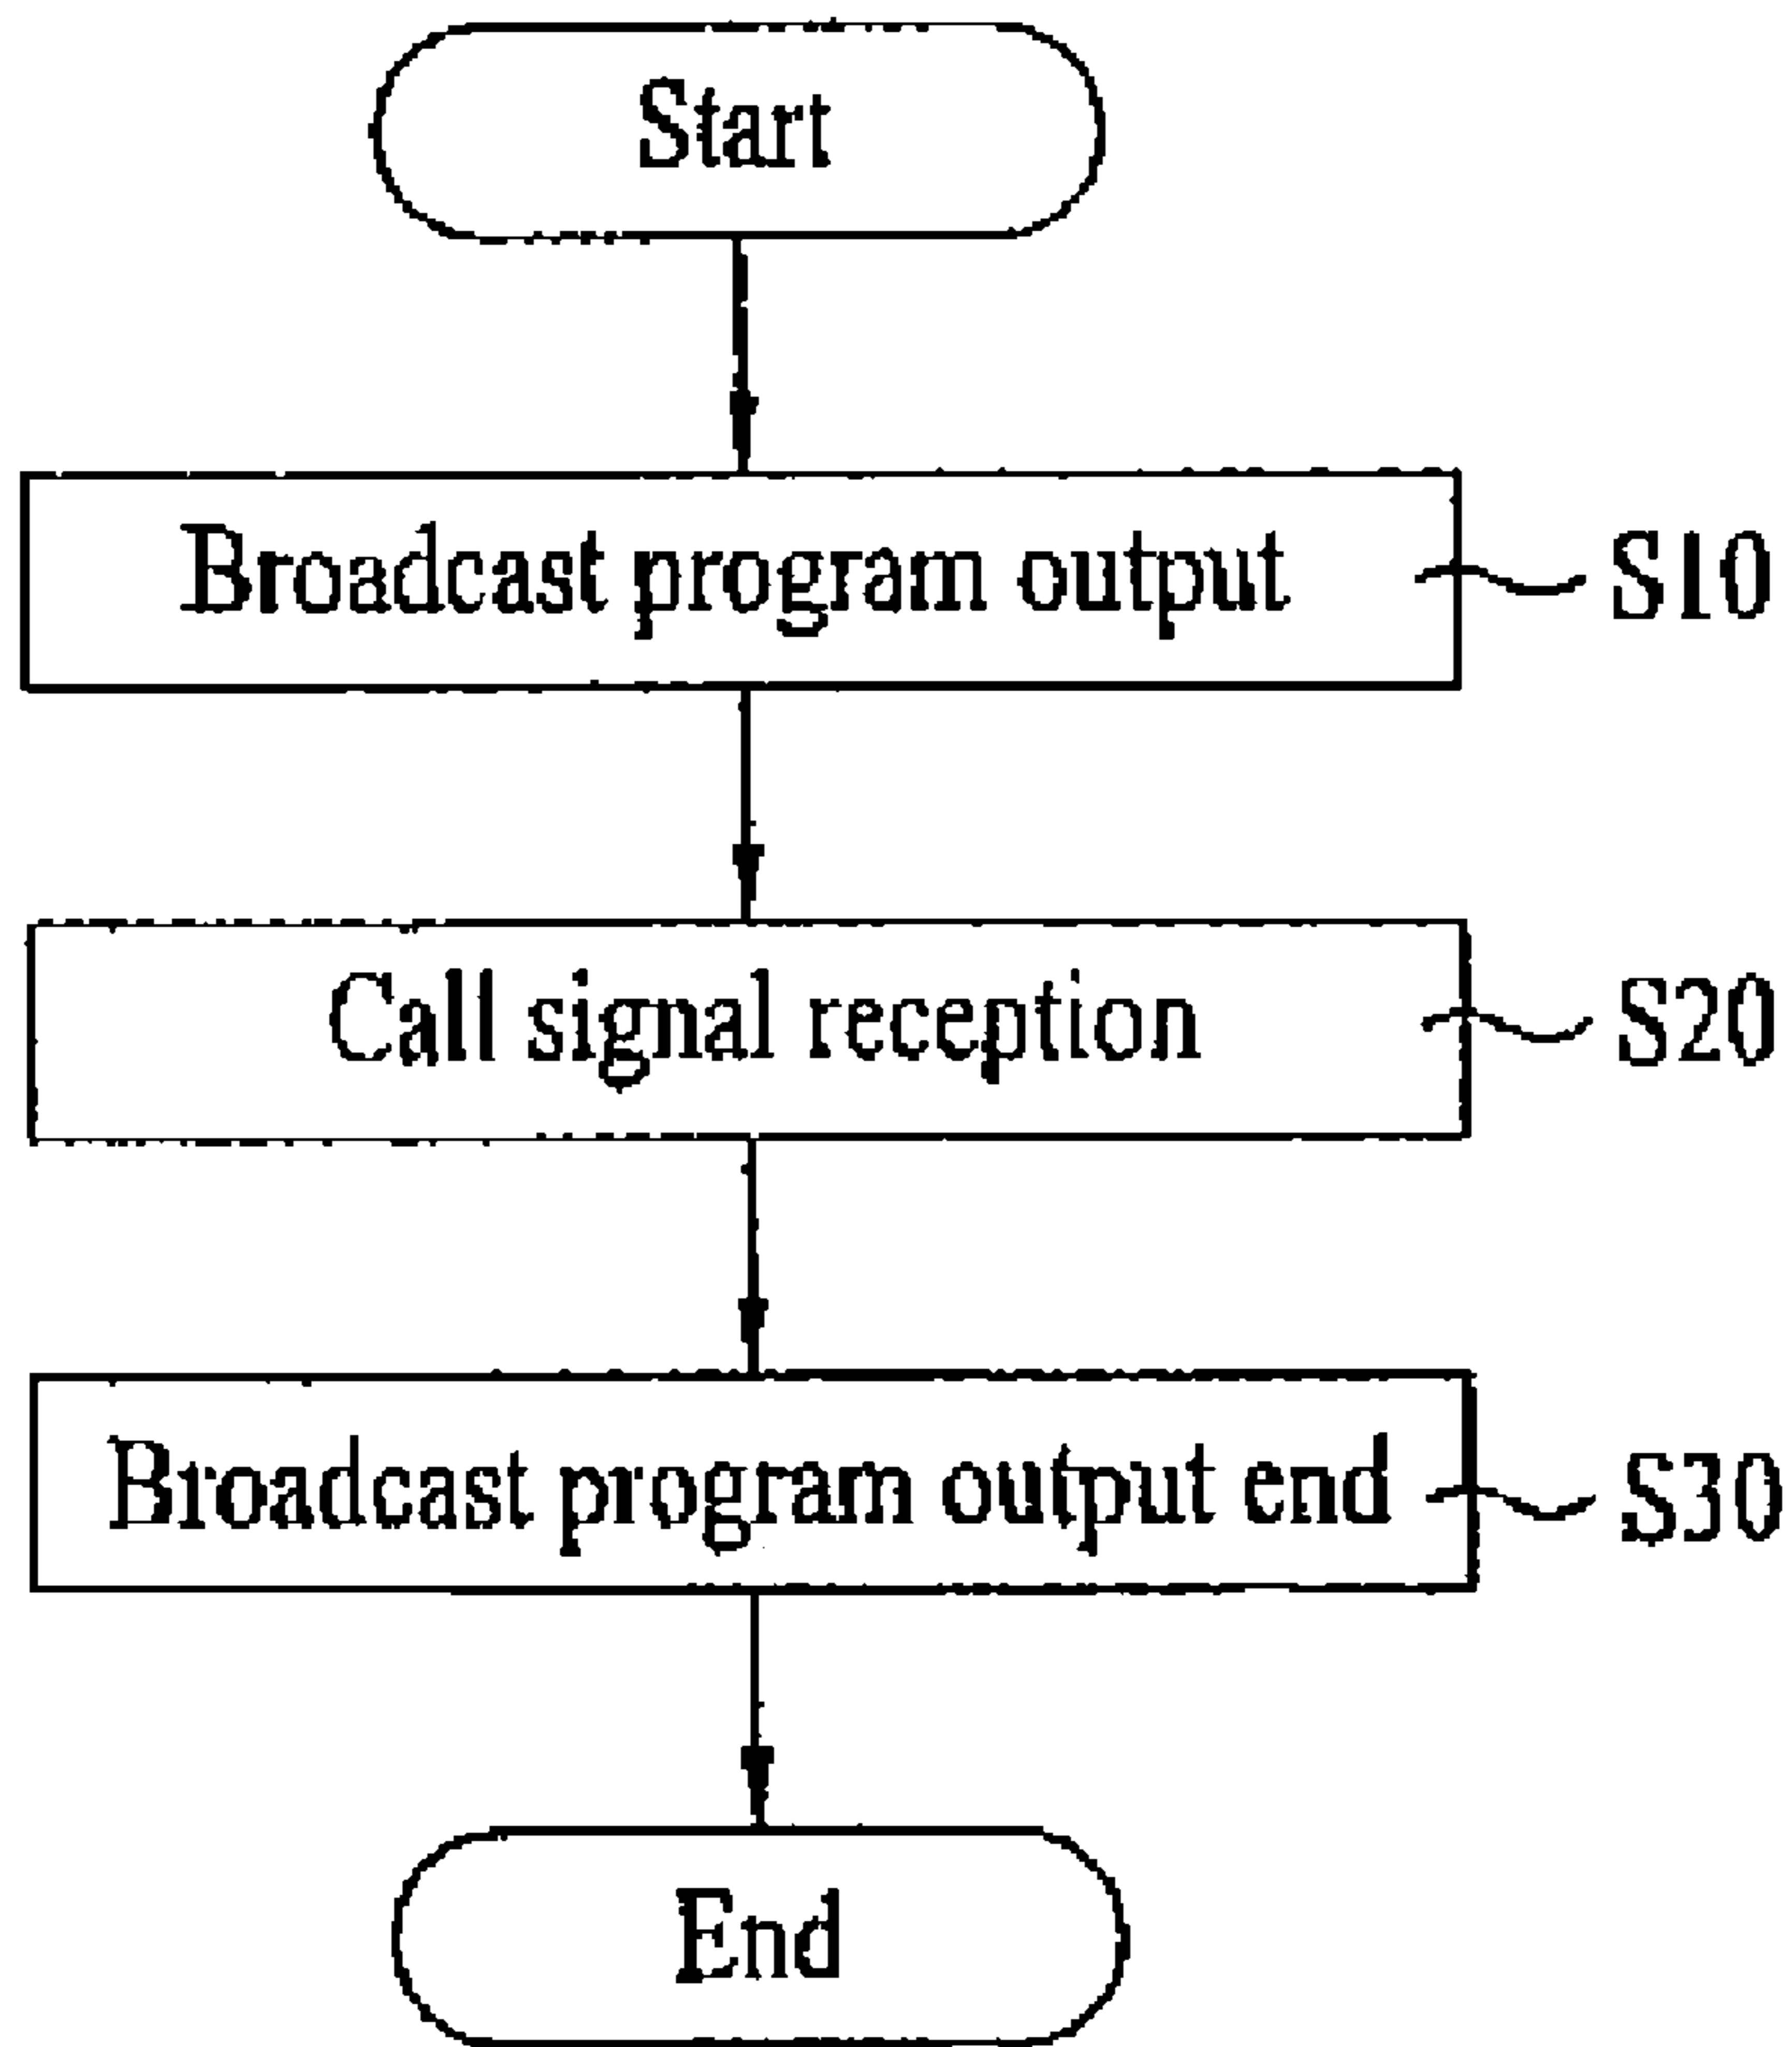 Start
Broadcast program output
S10
Call signal reception
S20
Broadcast program output end
S30
End